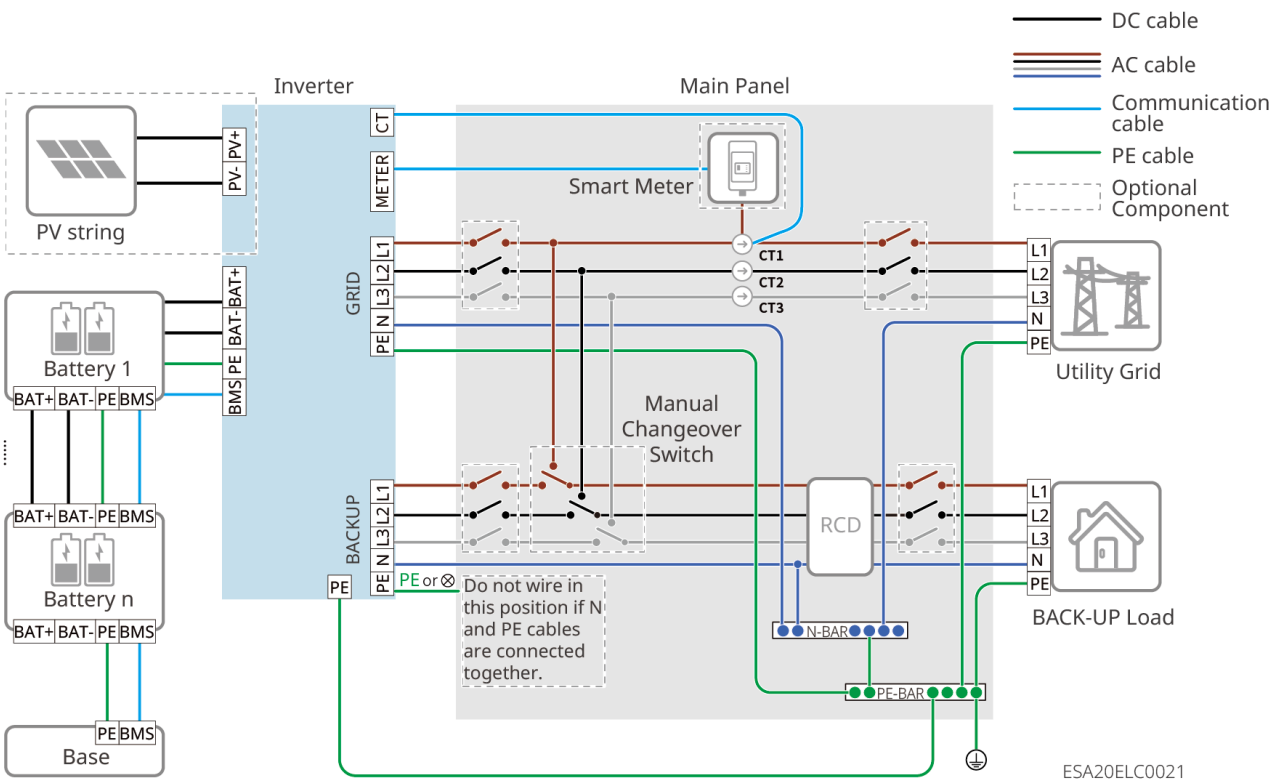 DC cable
AC cable
Communication
cable
PE cable
Optional
Component
Inverter
Main Panel
PV string
PV+
PV-
CT
METER
Smart Meter
GRID
L1
L2
L3
N
PE
CT1
CT2
CT3
L1
L2
L3
N
PE
Utility Grid
BAT+
BAT-
PE
BMS
Battery 1
BAT+ BAT- PE BMS
......
BAT+ BAT- PE BMS
Battery n
BAT+ BAT- PE BMS
PE BMS
Base
Manual
Changeover
Switch
BACKUP
L1
L2
L3
N
PE
PE
PE or ⊗
Do not wire in
this position if N
and PE cables
are connected
together.
RCD
L1
L2
L3
N
PE
BACK-UP Load
N-BAR
PE-BAR
ESA20ELC0021